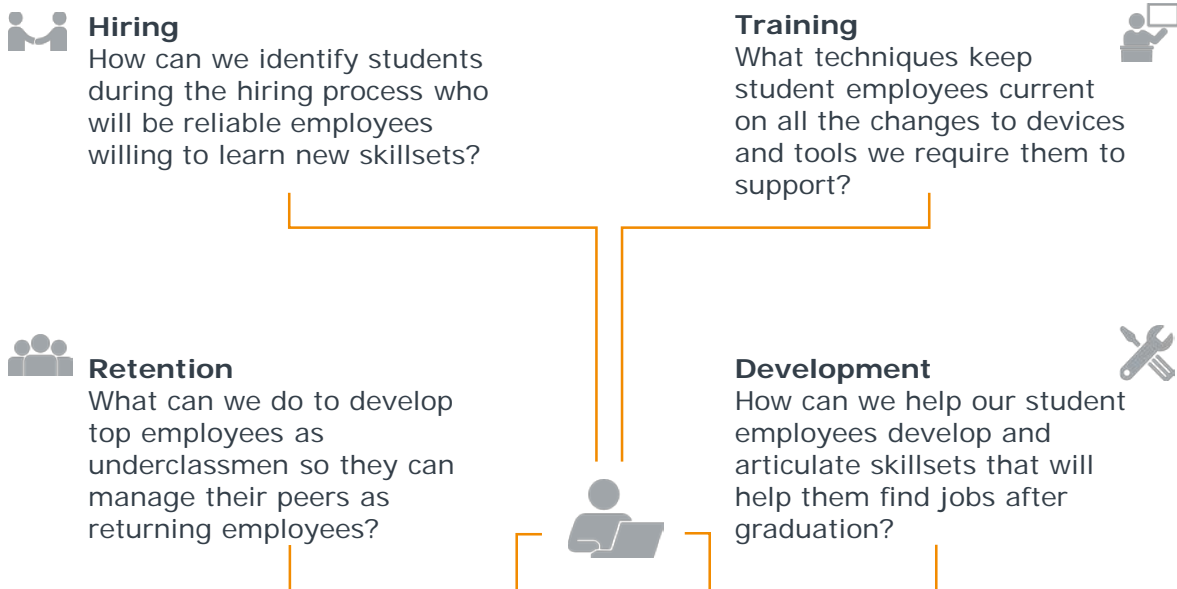 Hiring
How can we identify students
during the hiring process who
will be reliable employees
willing to learn new skillsets?
Training
What techniques keep
student employees current
on all the changes to devices
and tools we require them to
support?
Retention
What can we do to develop
top employees as
underclassmen so they can
manage their peers as
returning employees?
Development
How can we help our student
employees develop and
articulate skillsets that will
help them find jobs after
graduation?